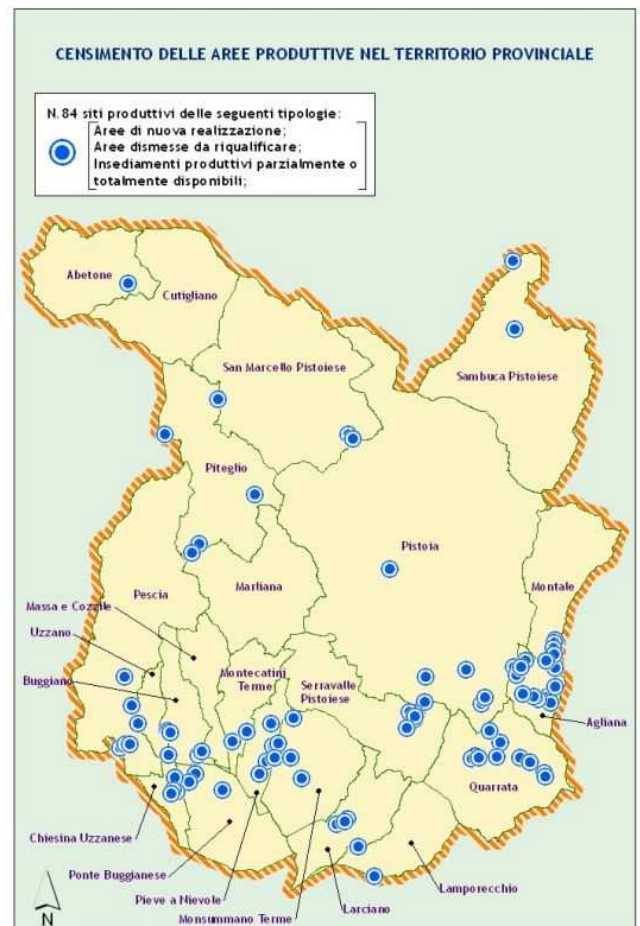 CENSIMENTO DELLE AREE PRODUTTIVE NEL TERRITORIO PROVINCIALE
N.84 siti produttivi delle seguenti tipologie:
Aree di nuova realizzazione;
Aree dismesse da riqualificare;
Insediamenti produttivi parzialmente o
totalmente disponibili;
Abetone
Cutigliano
San Marcello Pistoiese
Sambuca Pistoiese
Piteglio
Pistoia
Montale
Pescia
Marliana
Massa e Cozzile
Uzzano
Buggiano
Montecatini
Terme
Serravalle
Pistoiese
Agliana
Quarrata
Chiesina Uzzanese
Ponte Buggianese
Pieve a Nievole
Monsummano Terme
Larciano
Lamporecchio
N